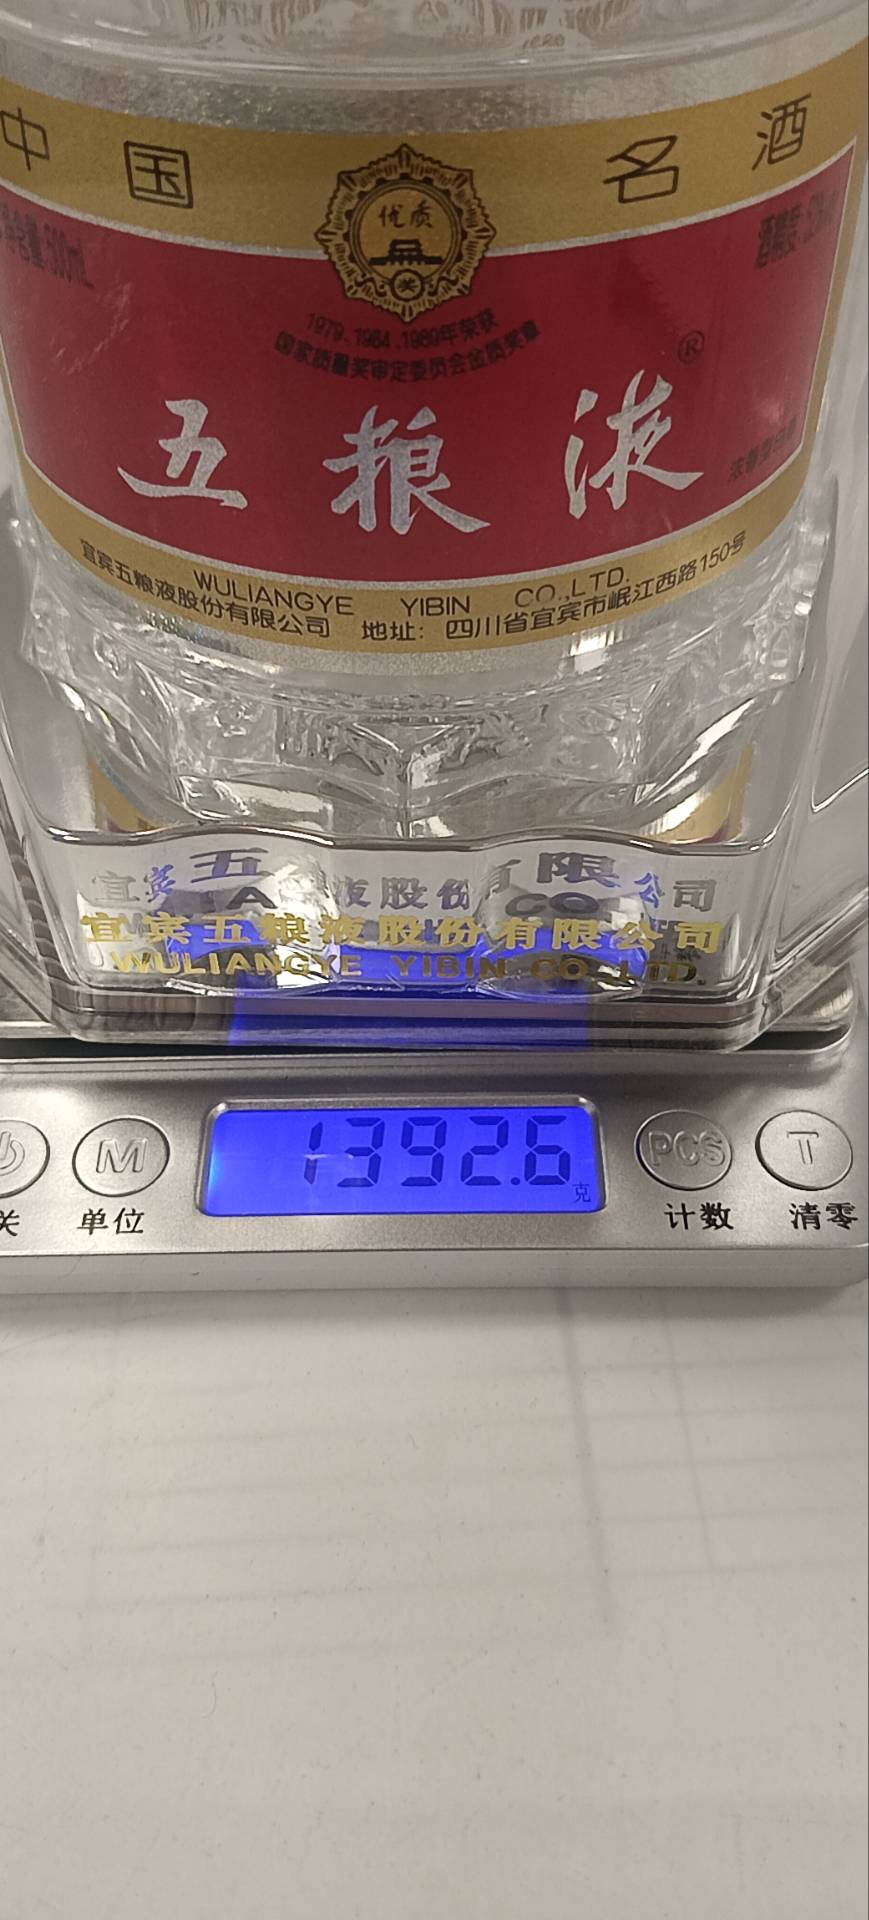 中国名酒
优质
奖
1979、1984、1989年荣获
国家质量奖审定委员会金质奖章
五粮液®
WULIANGYE YIBIN CO.,LTD.
宜宾五粮液股份有限公司 地址：四川省宜宾市岷江西路150号
宜宾五粮液股份有限公司
WULIANGYE YIBIN CO.,LTD.
1392.6
克
M
PCS
T
关
单位
计数
清零